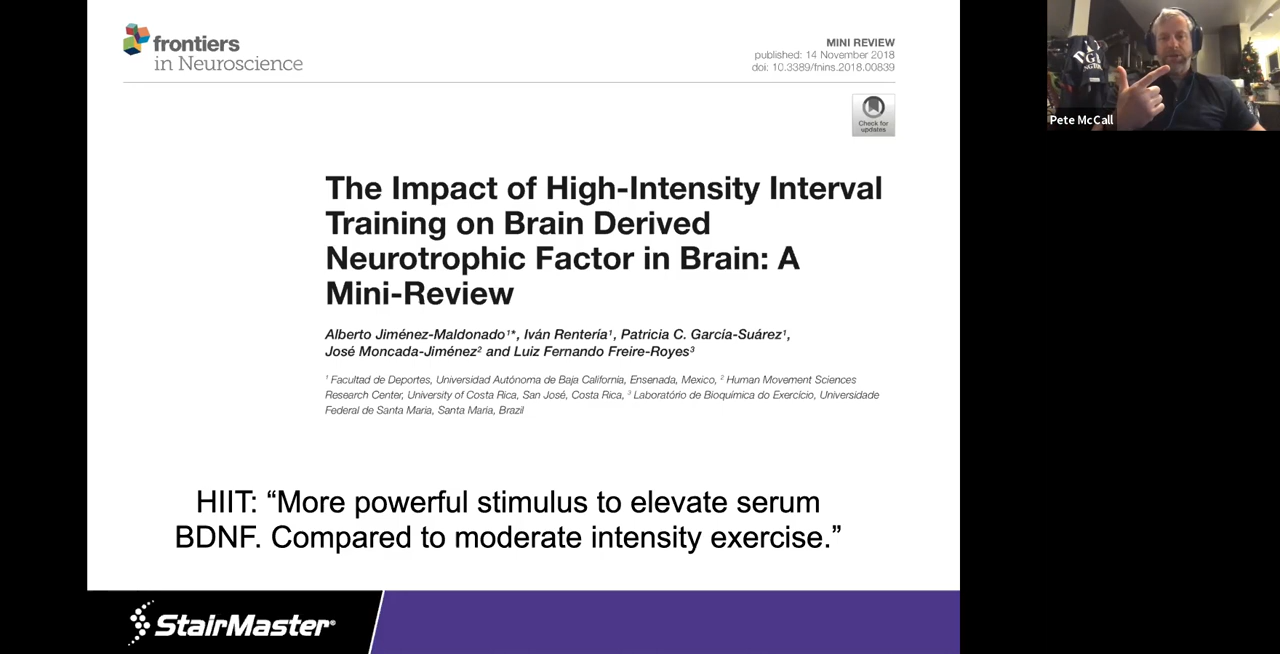 frontiers
in Neuroscience
MINI REVIEW
published: 14 November 2018
doi: 10.3389/fnins.2018.00839
Check for
updates
The Impact of High-Intensity Interval
Training on Brain Derived
Neurotrophic Factor in Brain: A
Mini-Review
Alberto Jiménez-Maldonado¹*, Iván Rentería¹, Patricia C. García-Suárez¹,
José Moncada-Jiménez² and Luiz Fernando Freire-Royes³
¹ Facultad de Deportes, Universidad Autónoma de Baja California, Ensenada, Mexico, ² Human Movement Sciences
Research Center, University of Costa Rica, San José, Costa Rica, ³ Laboratório de Bioquímica do Exercício, Universidade
Federal de Santa Maria, Santa Maria, Brazil
HIIT: “More powerful stimulus to elevate serum
BDNF. Compared to moderate intensity exercise.”
StairMaster®
Pete McCall